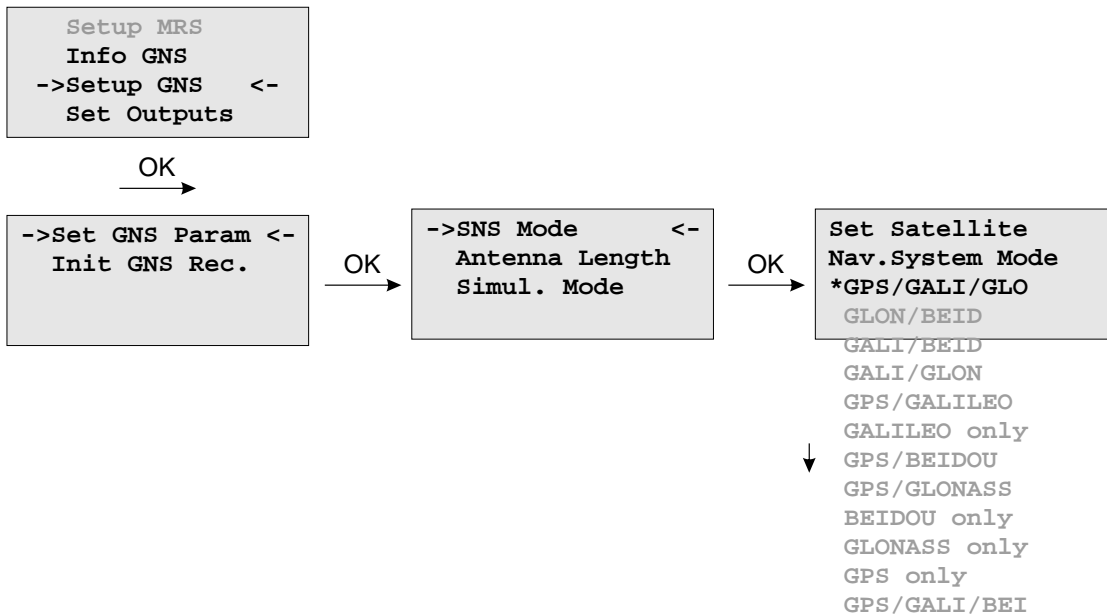 Setup MRS
Info GNS
->Setup GNS <-
Set Outputs
OK
->Set GNS Param <-
Init GNS Rec.
OK
->SNS Mode <-
Antenna Length
Simul. Mode
OK
Set Satellite
Nav.System Mode
*GPS/GALI/GLO
GLON/BEID
GALI/BEID
GALI/GLON
GPS/GALILEO
GALILEO only
GPS/BEIDOU
GPS/GLONASS
BEIDOU only
GLONASS only
GPS only
GPS/GALI/BEI